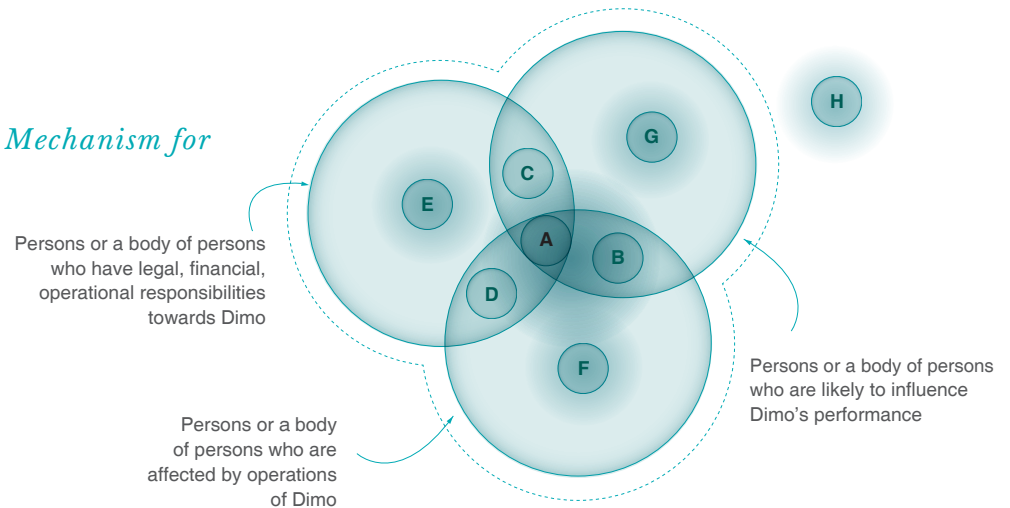 Mechanism for
Persons or a body of persons
who have legal, financial,
operational responsibilities
towards Dimo
Persons or a body
of persons who are
affected by operations
of Dimo
Persons or a body of persons
who are likely to influence
Dimo’s performance
E
C
G
H
A
B
D
F